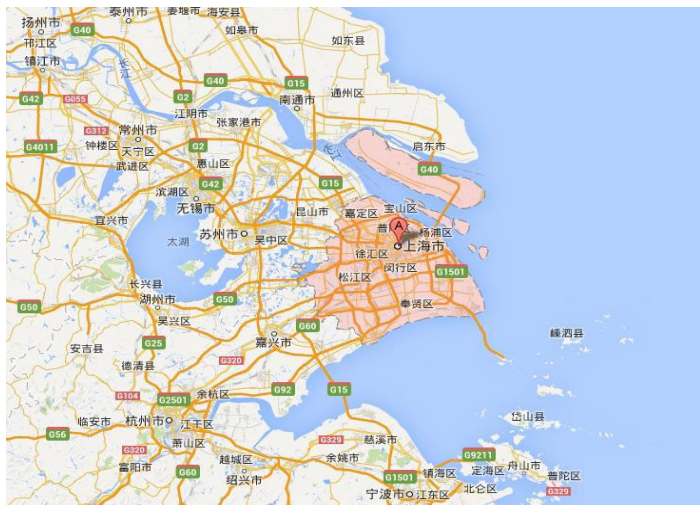 泰州市
姜堰市
海安县
扬州市
G40
如皋市
邗江区
如东县
镇江市
长江
G40
G15
通州区
G42
G055
G2
南通市
江阴市
张家港市
G312
常州市
启东市
G4011
钟楼区
天宁区
G2
长江
武进区
惠山区
G40
滨湖区
G42
G15
无锡市
昆山市
嘉定区
宝山区
宜兴市
普
A
杨浦区
苏州市
吴中区
太湖
上海市
徐汇区
闵行区
松江区
G1501
长兴县
湖州市
G50
奉贤区
G50
吴兴区
G60
嵊泗县
安吉县
G25
嘉兴市
德清县
G320
G104
G2501
余杭区
G92
G15
岱山县
杭州市
江干区
G56
临安市
萧山区
G329
慈溪市
G320
越城区
余姚市
G9211
富阳市
镇海区
定海区
舟山市
普陀区
G60
绍兴市
G1501
北仑区
G329
宁波市
江东区